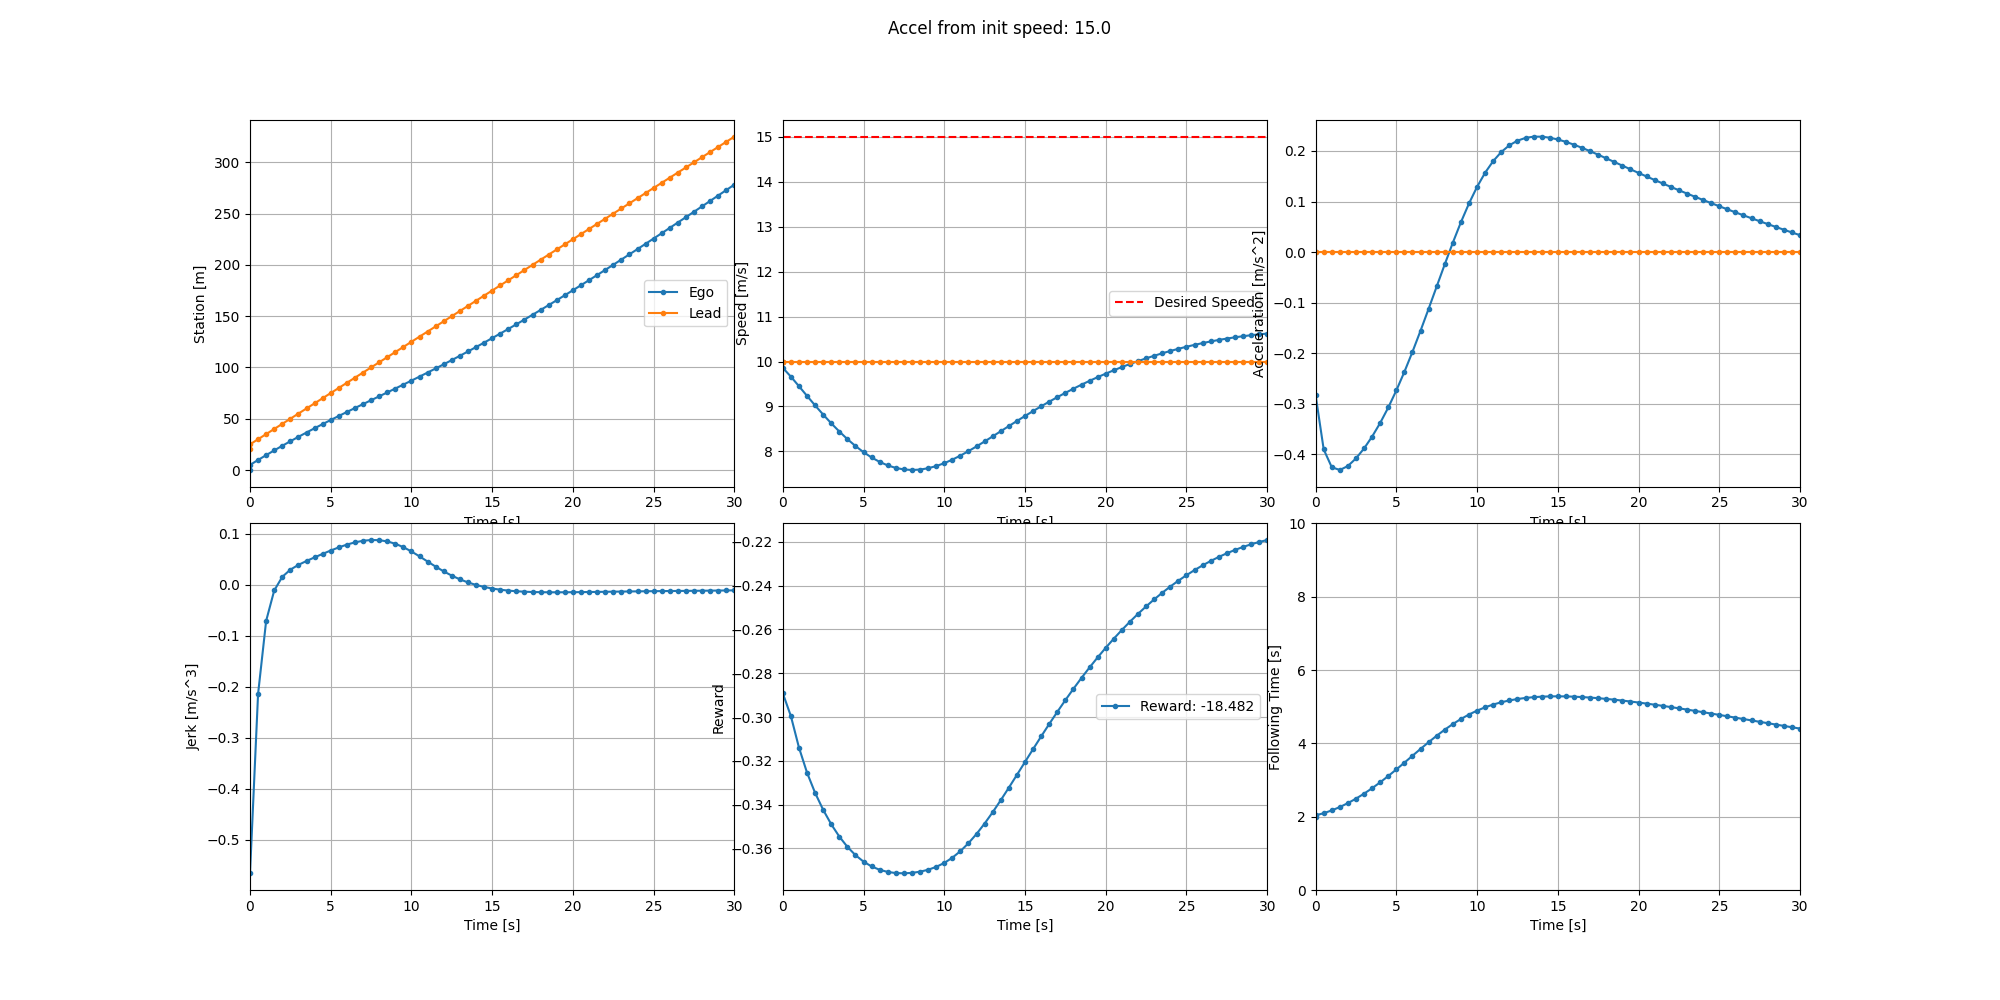 Accel from init speed: 15.0
Station [m]
300
250
200
150
100
50
0
0 5 10 15 20 25 30
Time [s]
Ego
Lead
Speed [m/s]
15
14
13
12
11
10
9
8
0 5 10 15 20 25 30
Time [s]
Desired Speed
Acceleration [m/s^2]
0.2
0.1
0.0
−0.1
−0.2
−0.3
−0.4
0 5 10 15 20 25 30
Time [s]
Jerk [m/s^3]
0.1
0.0
−0.1
−0.2
−0.3
−0.4
−0.5
0 5 10 15 20 25 30
Time [s]
Reward
−0.22
−0.24
−0.26
−0.28
−0.30
−0.32
−0.34
−0.36
0 5 10 15 20 25 30
Time [s]
Reward: -18.482
Following Time [s]
10
8
6
4
2
0
0 5 10 15 20 25 30
Time [s]